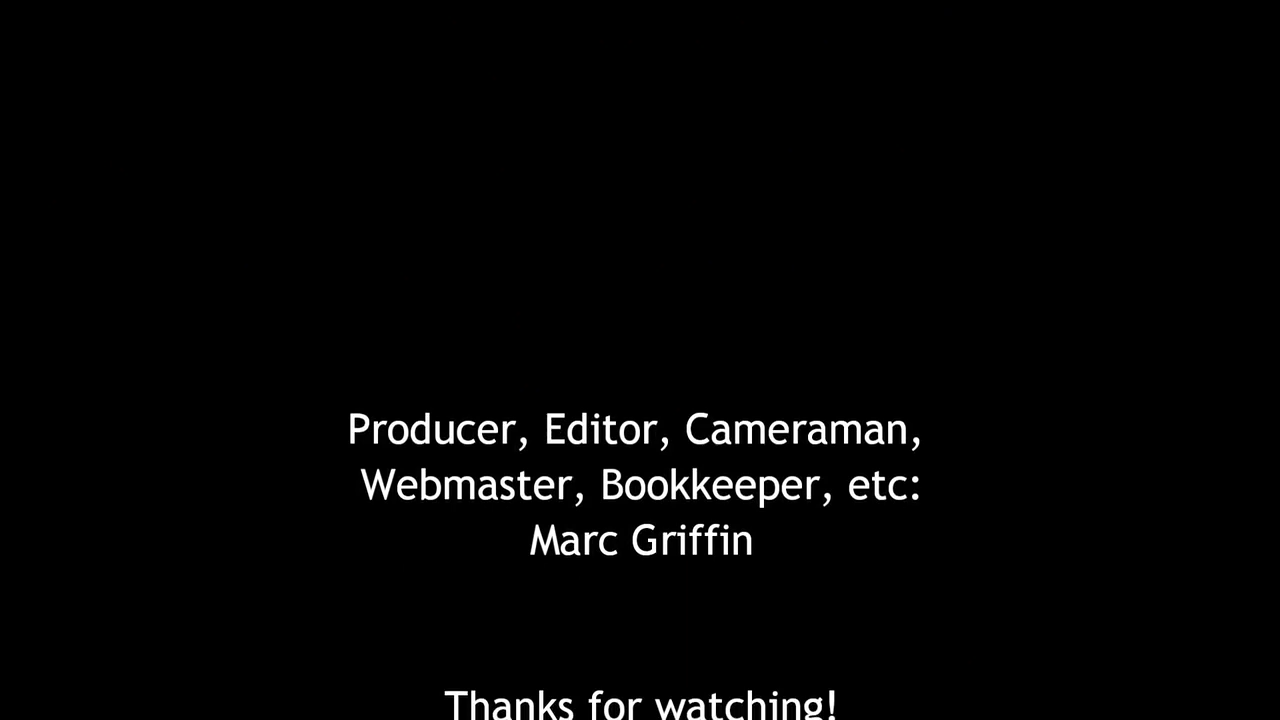 Producer, Editor, Cameraman,
Webmaster, Bookkeeper, etc:
Marc Griffin
Thanks for watching!